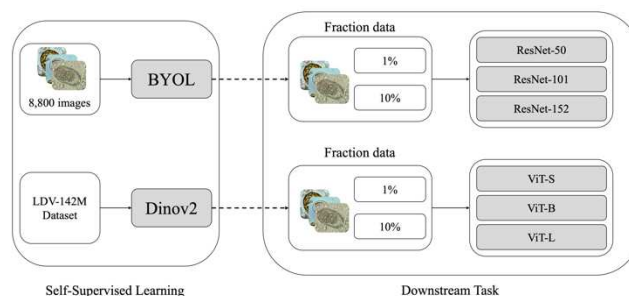 Fraction data
8,800 images
BYOL
1%
10%
ResNet-50
ResNet-101
ResNet-152
LDV-142M
Dataset
Dinov2
Fraction data
1%
10%
ViT-S
ViT-B
ViT-L
Self-Supervised Learning
Downstream Task